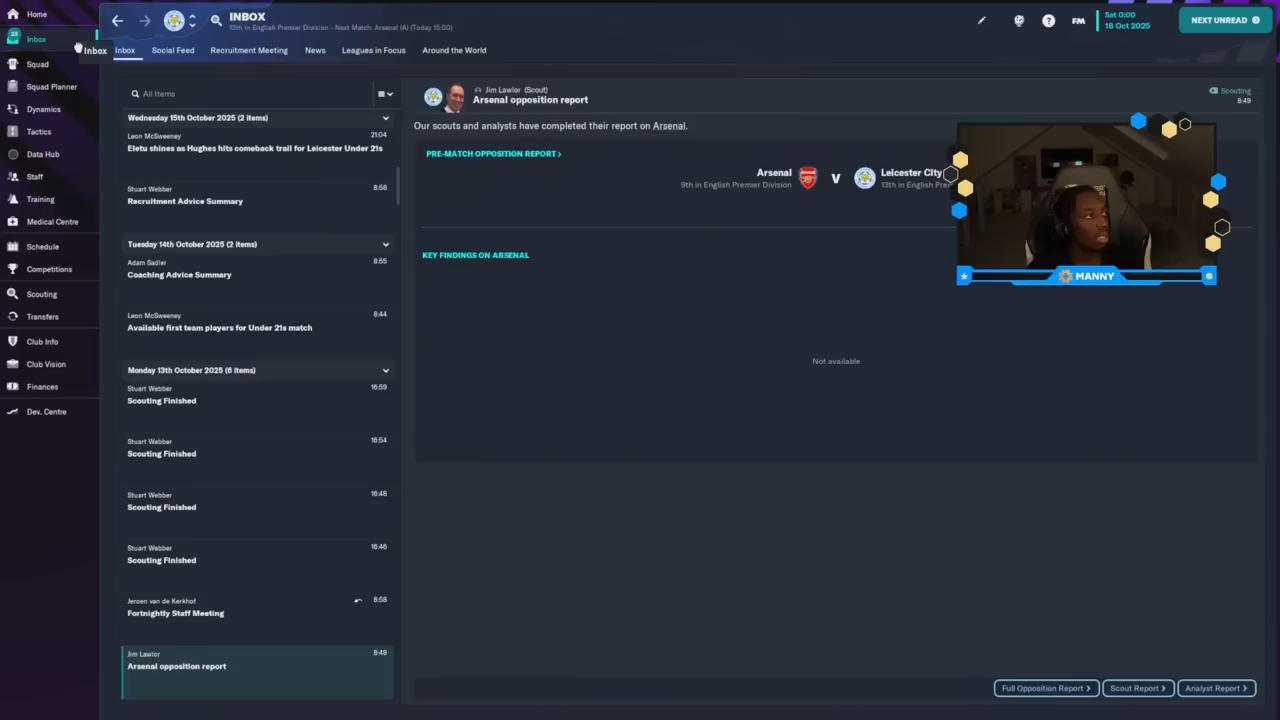 Home
23
Inbox
Inbox
Squad
Squad Planner
Dynamics
Tactics
Data Hub
Staff
Training
Medical Centre
Schedule
Competitions
Scouting
Transfers
Club Info
Club Vision
Finances
Dev. Centre
INBOX
13th in English Premier Division - Next Match: Arsenal (A) (Today 15:00)
FM
Sat 0:00
18 Oct 2025
NEXT UNREAD
Inbox
Social Feed
Recruitment Meeting
News
Leagues in Focus
Around the World
All Items
Wednesday 15th October 2025 (2 items)
Leon McSweeney 21:04
Eletu shines as Hughes hits comeback trail for Leicester Under 21s
Stuart Webber 8:58
Recruitment Advice Summary
Tuesday 14th October 2025 (2 items)
Adam Sadler 8:55
Coaching Advice Summary
Leon McSweeney 8:44
Available first team players for Under 21s match
Monday 13th October 2025 (6 items)
Stuart Webber 16:59
Scouting Finished
Stuart Webber 16:54
Scouting Finished
Stuart Webber 16:48
Scouting Finished
Stuart Webber 16:46
Scouting Finished
Jeroen van de Kerkhof 8:58
Fortnightly Staff Meeting
Jim Lawlor 8:49
Arsenal opposition report
Jim Lawlor (Scout)
Arsenal opposition report
Scouting
8:49
Our scouts and analysts have completed their report on Arsenal.
PRE-MATCH OPPOSITION REPORT >
Arsenal
9th in English Premier Division
V
Leicester City
13th in English Pre
KEY FINDINGS ON ARSENAL
Not available
MANNY
Full Opposition Report >
Scout Report >
Analyst Report >